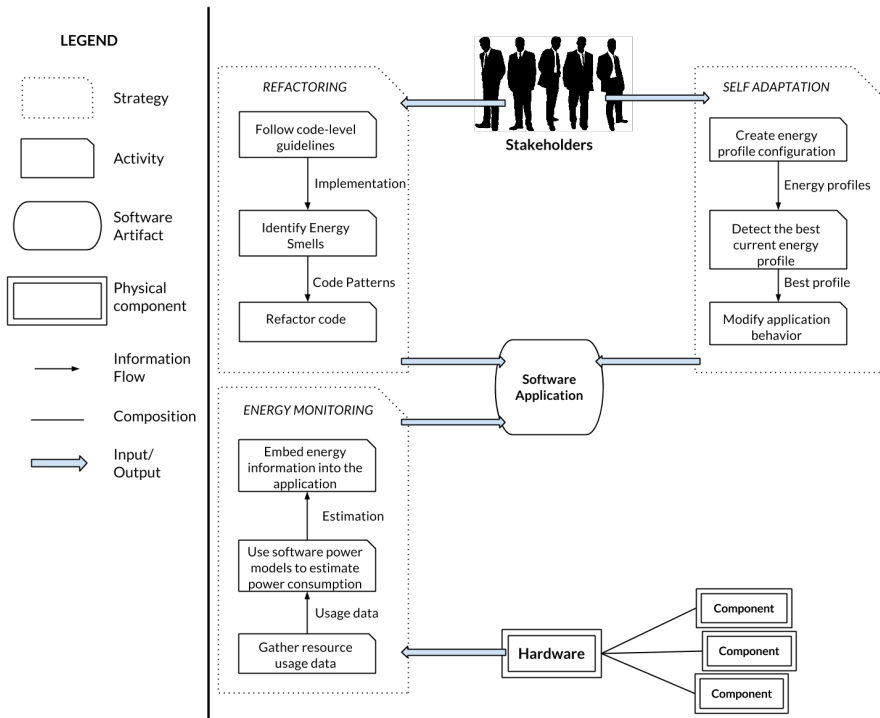 LEGEND
Strategy
Activity
Software
Artifact
Physical
component
Information
Flow
Composition
Input/
Output
REFACTORING
Follow code-level
guidelines
Implementation
Identify Energy
Smells
Code Patterns
Refactor code
Stakeholders
SELF ADAPTATION
Create energy
profile configuration
Energy profiles
Detect the best
current energy
profile
Best profile
Modify application
behavior
Software
Application
ENERGY MONITORING
Embed energy
information into the
application
Estimation
Use software power
models to estimate
power consumption
Usage data
Gather resource
usage data
Hardware
Component
Component
Component